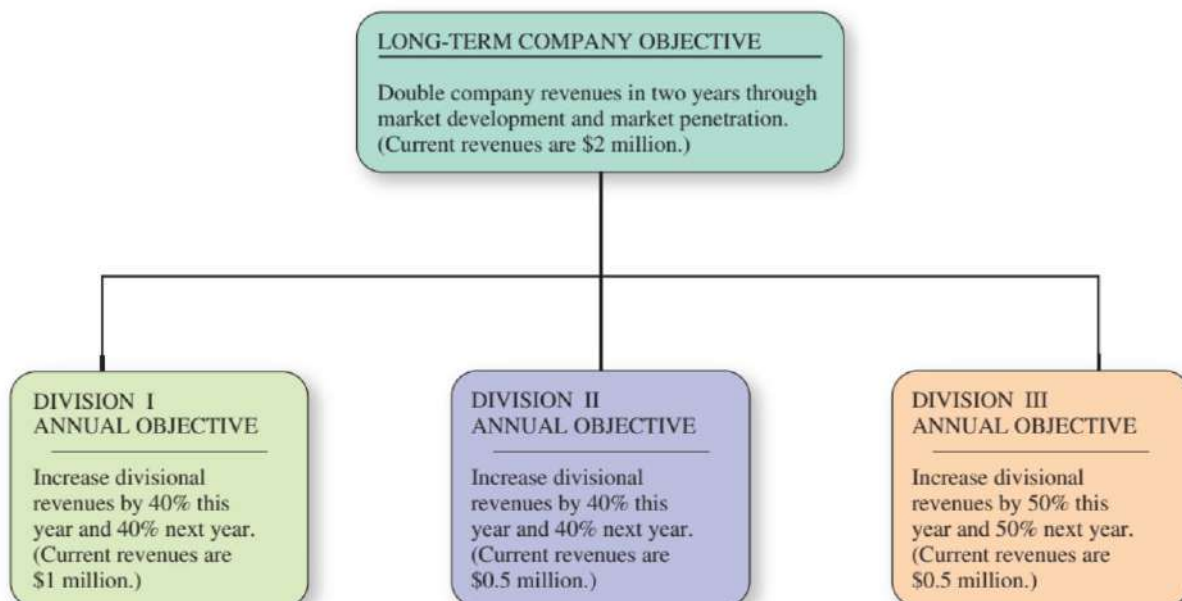 LONG-TERM COMPANY OBJECTIVE
Double company revenues in two years through
market development and market penetration.
(Current revenues are $2 million.)
DIVISION I
ANNUAL OBJECTIVE
Increase divisional
revenues by 40% this
year and 40% next year.
(Current revenues are
$1 million.)
DIVISION II
ANNUAL OBJECTIVE
Increase divisional
revenues by 40% this
year and 40% next year.
(Current revenues are
$0.5 million.)
DIVISION III
ANNUAL OBJECTIVE
Increase divisional
revenues by 50% this
year and 50% next year.
(Current revenues are
$0.5 million.)